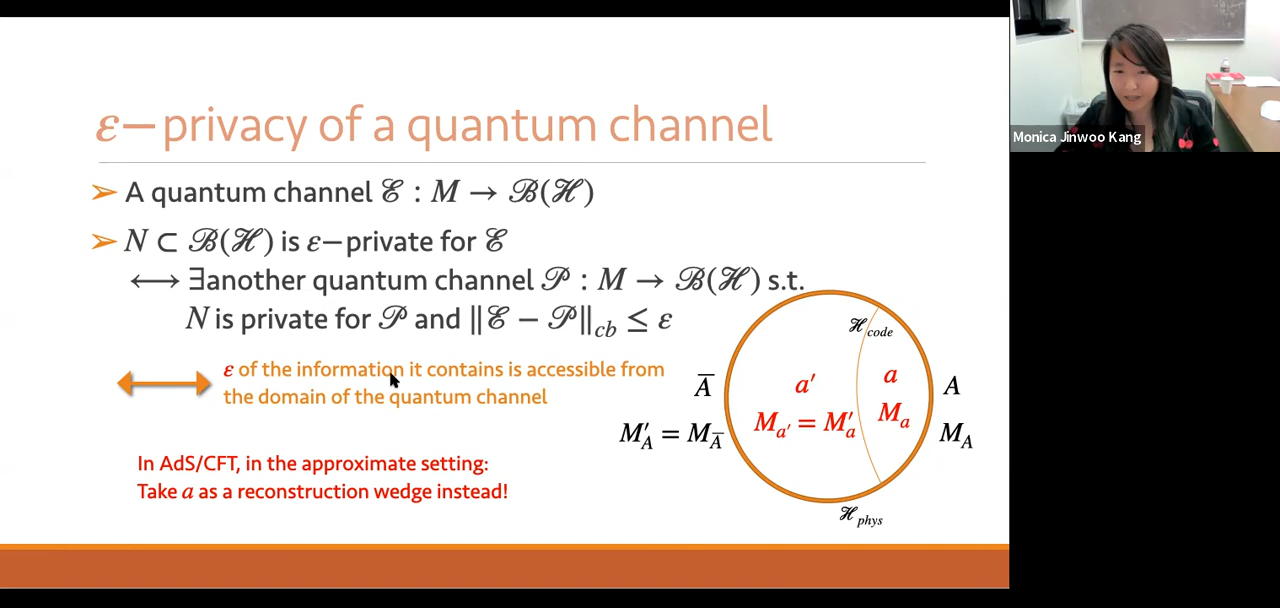 ε−privacy of a quantum channel
Monica Jinwoo Kang
➢ A quantum channel ℰ : M → ℬ(ℋ)
➢ N ⊂ ℬ(ℋ) is ε−private for ℰ
⟷ ∃another quantum channel 𝒫 : M → ℬ(ℋ) s.t.
N is private for 𝒫 and ∥ℰ − 𝒫∥cb ≤ ε
ε of the information it contains is accessible from
the domain of the quantum channel
In AdS/CFT, in the approximate setting:
Take a as a reconstruction wedge instead!
ℋcode
A̅
a′
a
A
M′A = MA̅
Ma′ = M′a
Ma
MA
ℋphys